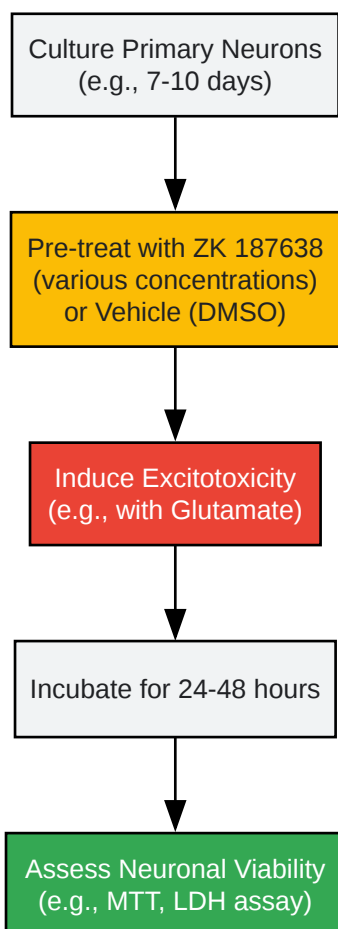 Culture Primary Neurons
(e.g., 7-10 days)
Pre-treat with ZK 187638
(various concentrations)
or Vehicle (DMSO)
Induce Excitotoxicity
(e.g., with Glutamate)
Incubate for 24-48 hours
Assess Neuronal Viability
(e.g., MTT, LDH assay)